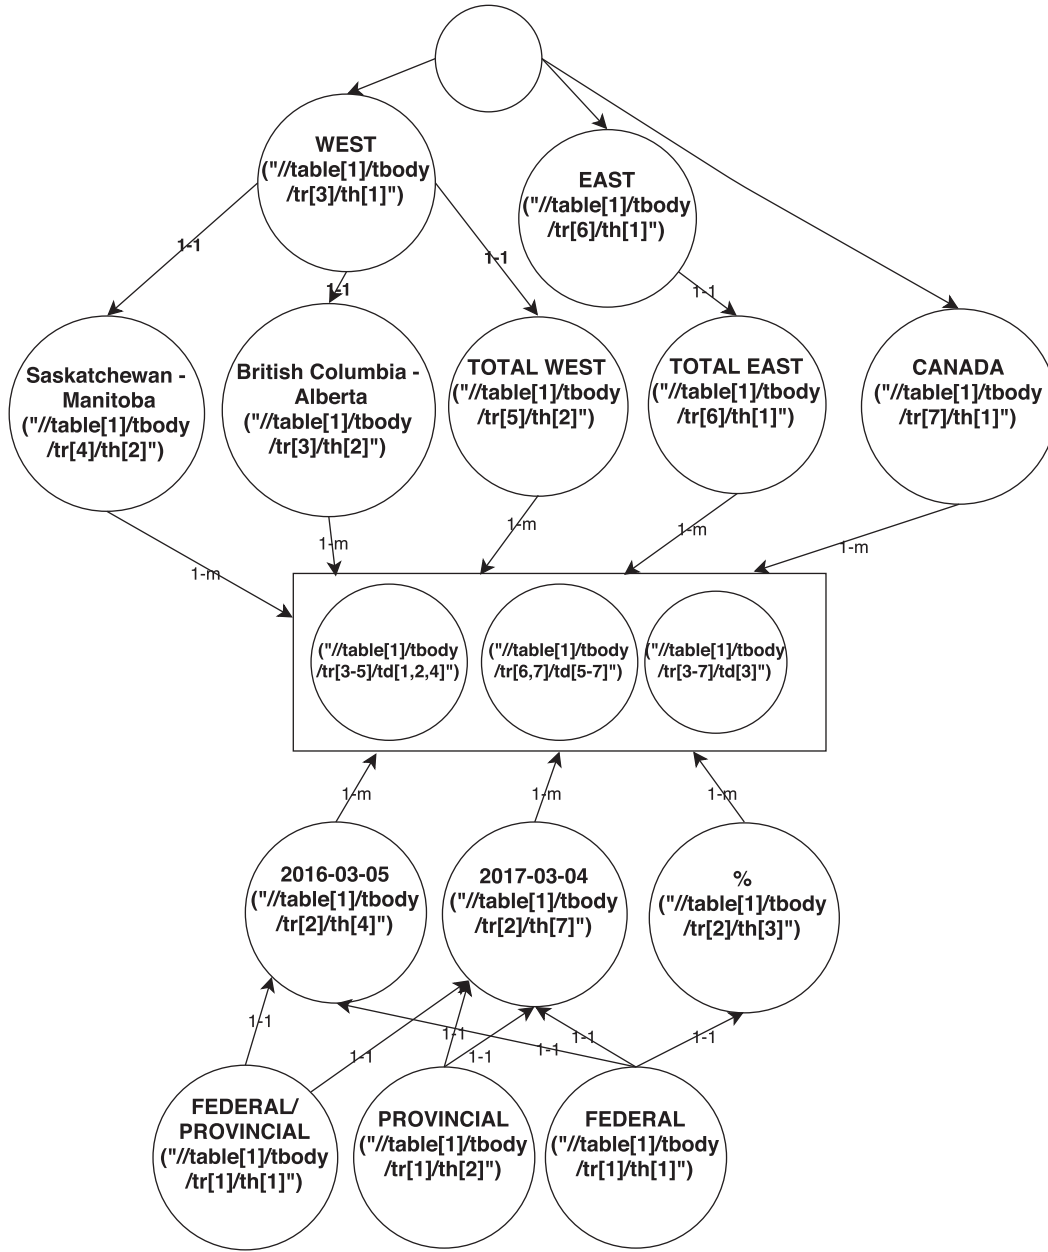 WEST
("//table[1]/tbody
/tr[3]/th[1]")
EAST
("//table[1]/tbody
/tr[6]/th[1]")
1-1
1-1
1-1
1-1
Saskatchewan -
Manitoba
("//table[1]/tbody
/tr[4]/th[2]")
British Columbia -
Alberta
("//table[1]/tbody
/tr[3]/th[2]")
TOTAL WEST
("//table[1]/tbody
/tr[5]/th[2]")
TOTAL EAST
("//table[1]/tbody
/tr[6]/th[1]")
CANADA
("//table[1]/tbody
/tr[7]/th[1]")
1-m
1-m
1-m
1-m
1-m
("//table[1]/tbody
/tr[3-5]/td[1,2,4]")
("//table[1]/tbody
/tr[6,7]/td[5-7]")
("//table[1]/tbody
/tr[3-7]/td[3]")
1-m
1-m
1-m
2016-03-05
("//table[1]/tbody
/tr[2]/th[4]")
2017-03-04
("//table[1]/tbody
/tr[2]/th[7]")
%
("//table[1]/tbody
/tr[2]/th[3]")
1-1
1-1
1-1
1-1
1-1
1-1
1-1
FEDERAL/
PROVINCIAL
("//table[1]/tbody
/tr[1]/th[1]")
PROVINCIAL
("//table[1]/tbody
/tr[1]/th[2]")
FEDERAL
("//table[1]/tbody
/tr[1]/th[1]")